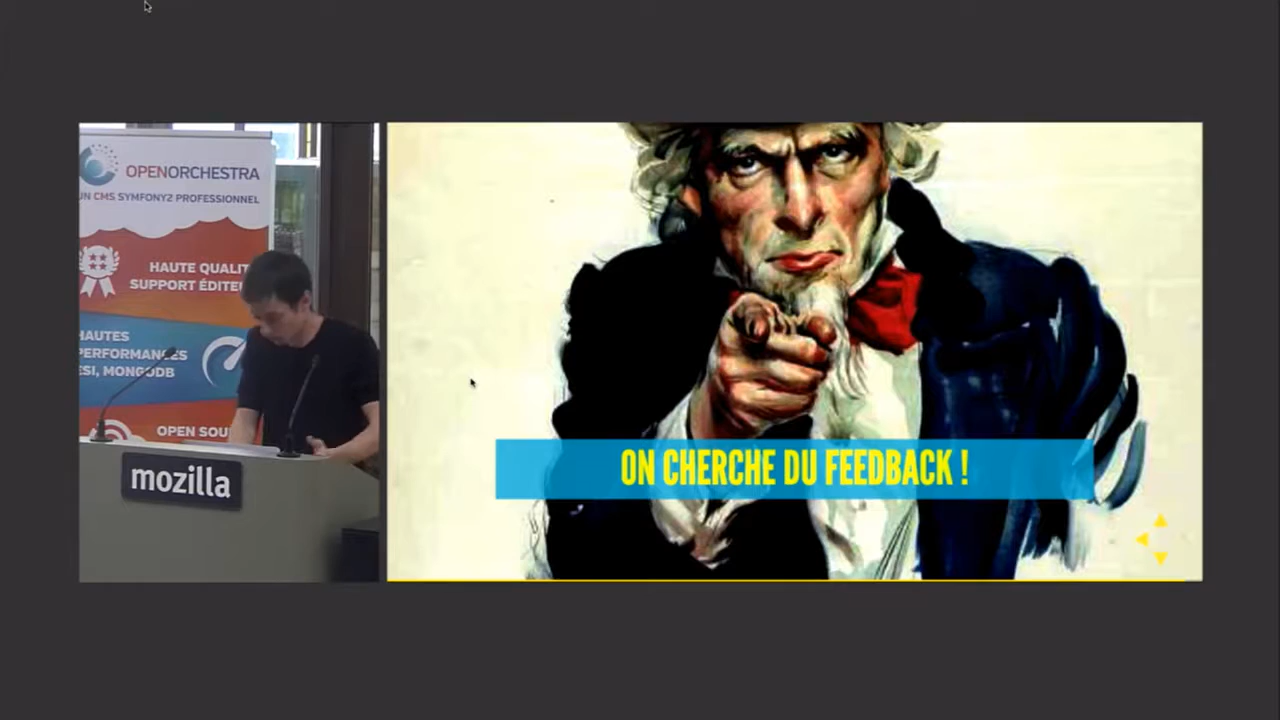 OPENORCHESTRA
UN CMS SYMFONY2 PROFESSIONNEL
HAUTE QUALIT
SUPPORT ÉDITEU
HAUTES
PERFORMANCES
ESI, MONGODB
OPEN SOU
mozilla
ON CHERCHE DU FEEDBACK !